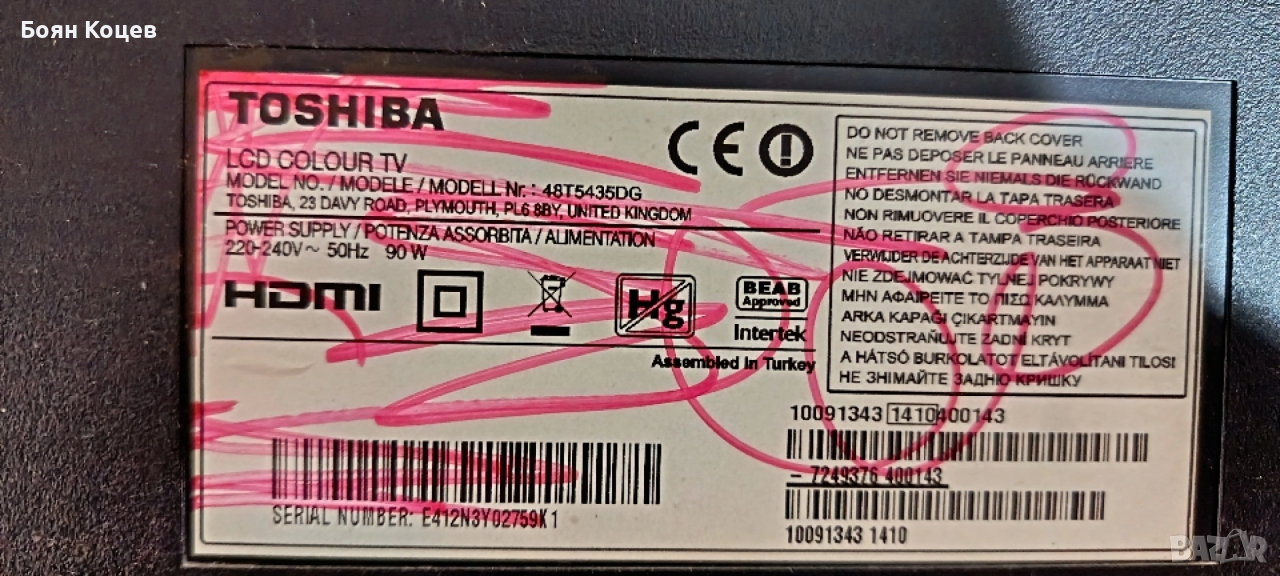 Боян Коцев
TOSHIBA
LCD COLOUR TV
MODEL NO. / MODELE / MODELL Nr. : 48T5435DG
TOSHIBA, 23 DAVY ROAD, PLYMOUTH, PL6 8BY, UNITED KINGDOM
POWER SUPPLY / POTENZA ASSORBITA / ALIMENTATION
220-240V~ 50Hz 90 W
HDMI
Hg
BEAB
Approved
Intertek
Assembled in Turkey
DO NOT REMOVE BACK COVER
NE PAS DEPOSER LE PANNEAU ARRIERE
ENTFERNEN SIE NIEMALS DIE RÜCKWAND
NO DESMONTAR LA TAPA TRASERA
NON RIMUOVERE IL COPERCHIO POSTERIORE
NÃO RETIRAR A TAMPA TRASEIRA
VERWIJDER DE ACHTERZIJDE VAN HET APPARAAT NIET
NIE ZDEJMOWAĆ TYLNEJ POKRYWY
ΜΗΝ ΑΦΑΙΡΕΙΤΕ ΤΟ ΠΙΣΩ ΚΑΛΥΜΜΑ
ARKA KAPAĞI ÇIKARTMAYIN
NEODSTRAŇUJTE ZADNÍ KRYT
A HÁTSÓ BURKOLATOT ELTÁVOLÍTANI TILOS!
НЕ ЗНІМАЙТЕ ЗАДНЮ КРИШКУ
10091343 1410 400143
- 7249376 400143
10091343 1410
SERIAL NUMBER: E412N3Y02759K1
BAZAR